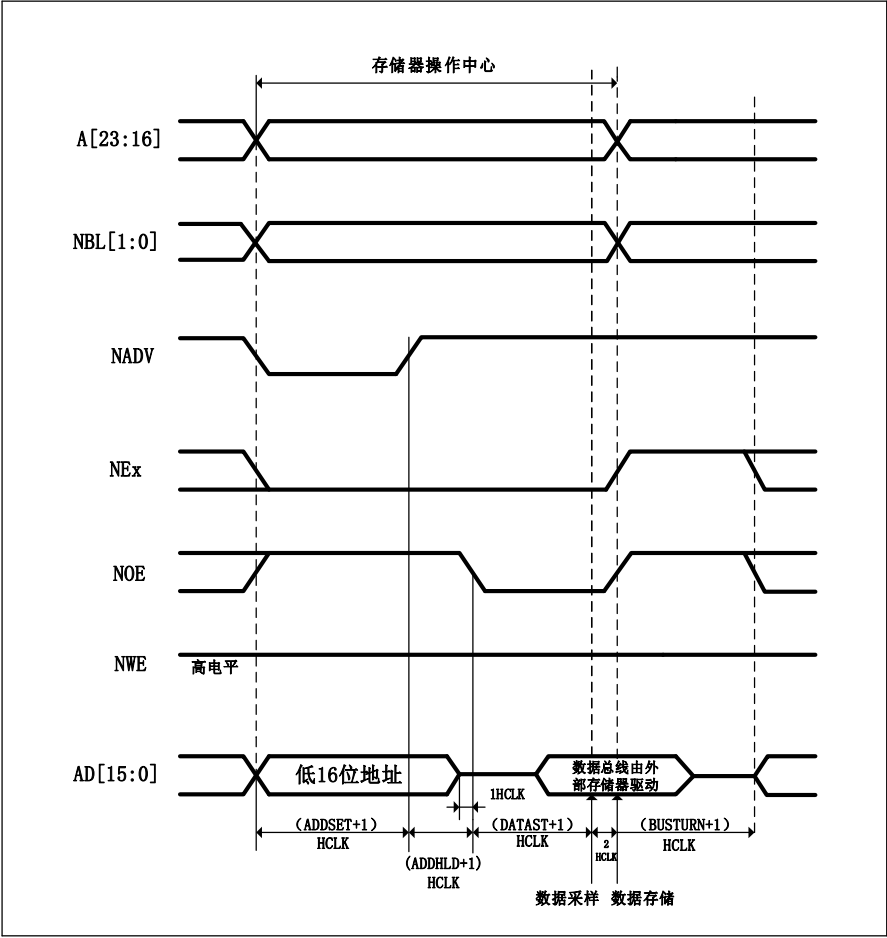 存储器操作中心
A[23:16]
NBL[1:0]
NADV
NEx
NOE
NWE
高电平
AD[15:0]
低16位地址
数据总线由外
部存储器驱动
1HCLK
（ADDSET+1）
HCLK
(ADDHLD+1)
HCLK
（DATAST+1）
HCLK
2
HCLK
（BUSTURN+1）
HCLK
数据采样
数据存储